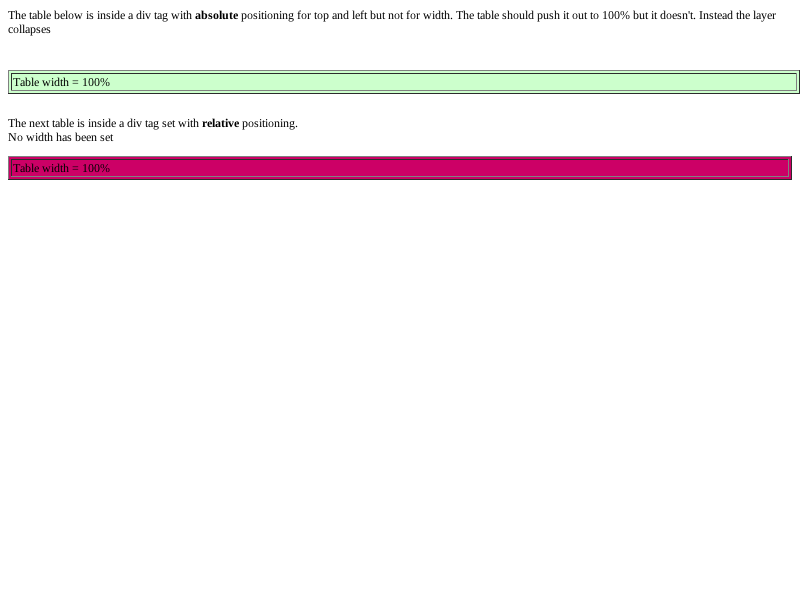 The table below is inside a div tag with absolute positioning for top and left but not for width. The table should push it out to 100% but it doesn't. Instead the layer
collapses
Table width = 100%
The next table is inside a div tag set with relative positioning.
No width has been set
Table width = 100%